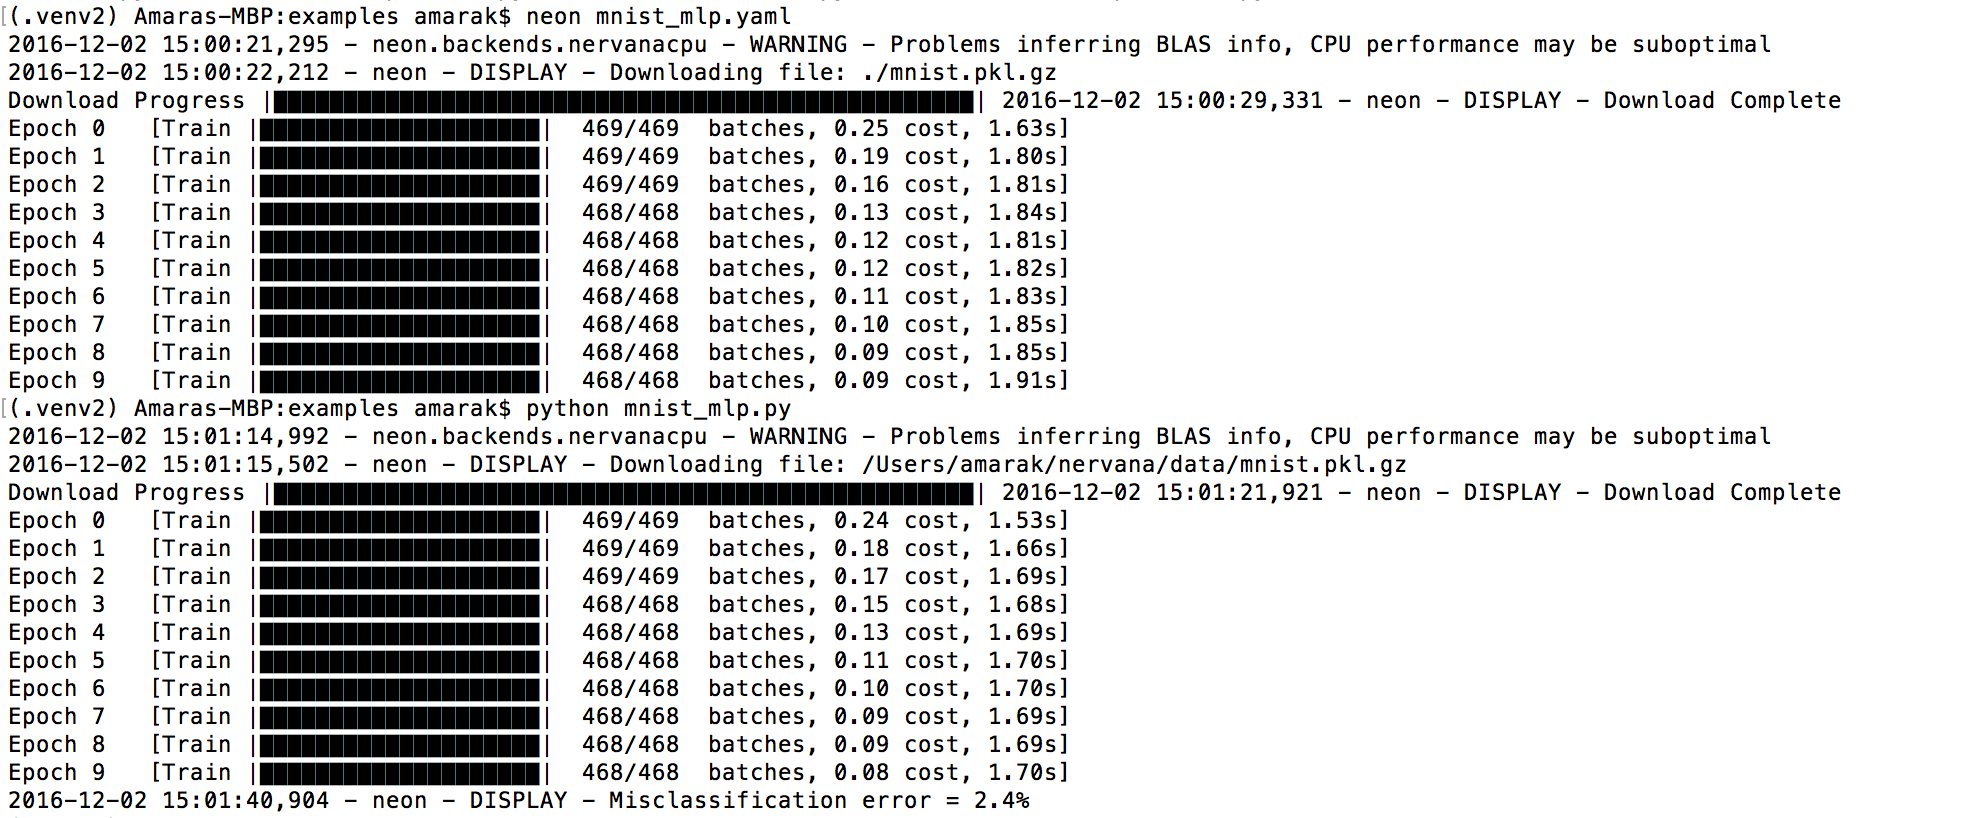 [(.venv2) Amaras-MBP:examples amarak$ neon mnist_mlp.yaml
2016-12-02 15:00:21,295 - neon.backends.nervanacpu - WARNING - Problems inferring BLAS info, CPU performance may be suboptimal
2016-12-02 15:00:22,212 - neon - DISPLAY - Downloading file: ./mnist.pkl.gz
Download Progress |██████████████████████████████████████████████████| 2016-12-02 15:00:29,331 - neon - DISPLAY - Download Complete
Epoch 0   [Train |████████████████████|  469/469  batches, 0.25 cost, 1.63s]
Epoch 1   [Train |████████████████████|  469/469  batches, 0.19 cost, 1.80s]
Epoch 2   [Train |████████████████████|  469/469  batches, 0.16 cost, 1.81s]
Epoch 3   [Train |████████████████████|  468/468  batches, 0.13 cost, 1.84s]
Epoch 4   [Train |████████████████████|  468/468  batches, 0.12 cost, 1.81s]
Epoch 5   [Train |████████████████████|  468/468  batches, 0.12 cost, 1.82s]
Epoch 6   [Train |████████████████████|  468/468  batches, 0.11 cost, 1.83s]
Epoch 7   [Train |████████████████████|  468/468  batches, 0.10 cost, 1.85s]
Epoch 8   [Train |████████████████████|  468/468  batches, 0.09 cost, 1.85s]
Epoch 9   [Train |████████████████████|  468/468  batches, 0.09 cost, 1.91s]
[(.venv2) Amaras-MBP:examples amarak$ python mnist_mlp.py
2016-12-02 15:01:14,992 - neon.backends.nervanacpu - WARNING - Problems inferring BLAS info, CPU performance may be suboptimal
2016-12-02 15:01:15,502 - neon - DISPLAY - Downloading file: /Users/amarak/nervana/data/mnist.pkl.gz
Download Progress |██████████████████████████████████████████████████| 2016-12-02 15:01:21,921 - neon - DISPLAY - Download Complete
Epoch 0   [Train |████████████████████|  469/469  batches, 0.24 cost, 1.53s]
Epoch 1   [Train |████████████████████|  469/469  batches, 0.18 cost, 1.66s]
Epoch 2   [Train |████████████████████|  469/469  batches, 0.17 cost, 1.69s]
Epoch 3   [Train |████████████████████|  468/468  batches, 0.15 cost, 1.68s]
Epoch 4   [Train |████████████████████|  468/468  batches, 0.13 cost, 1.69s]
Epoch 5   [Train |████████████████████|  468/468  batches, 0.11 cost, 1.70s]
Epoch 6   [Train |████████████████████|  468/468  batches, 0.10 cost, 1.70s]
Epoch 7   [Train |████████████████████|  468/468  batches, 0.09 cost, 1.69s]
Epoch 8   [Train |████████████████████|  468/468  batches, 0.09 cost, 1.69s]
Epoch 9   [Train |████████████████████|  468/468  batches, 0.08 cost, 1.70s]
2016-12-02 15:01:40,904 - neon - DISPLAY - Misclassification error = 2.4%